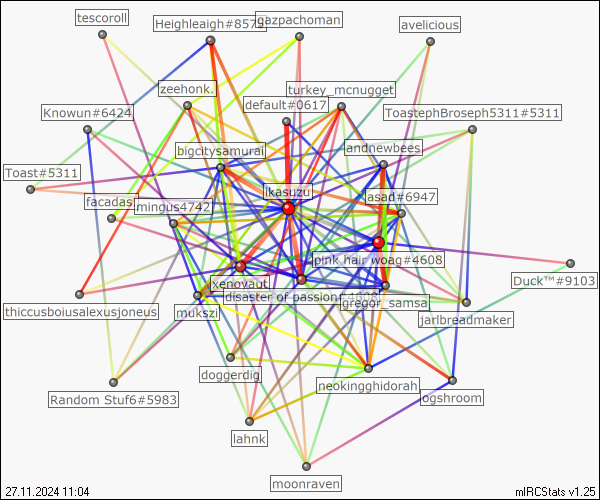 tescoroll
Heighleaigh#8575
gazpachoman
avelicious
zeehonk.
turkey_mcnugget
default#0617
Knowun#6424
ToastephBroseph5311#5311
bigcitysamurai
andnewbees
Toast#5311
ikasuzu
asad#6947
facadas
mingus4742
pink hair woag#4608
xenovaut
Duck™#9103
disaster of passion#4608
gregor_samsa
thiccusboiusalexusjoneus
mukszi
jarlbreadmaker
doggerdig
neokingghidorah
Random Stuf6#5983
ogshroom
lahnk
moonraven
27.11.2024 11:04
mIRCStats v1.25